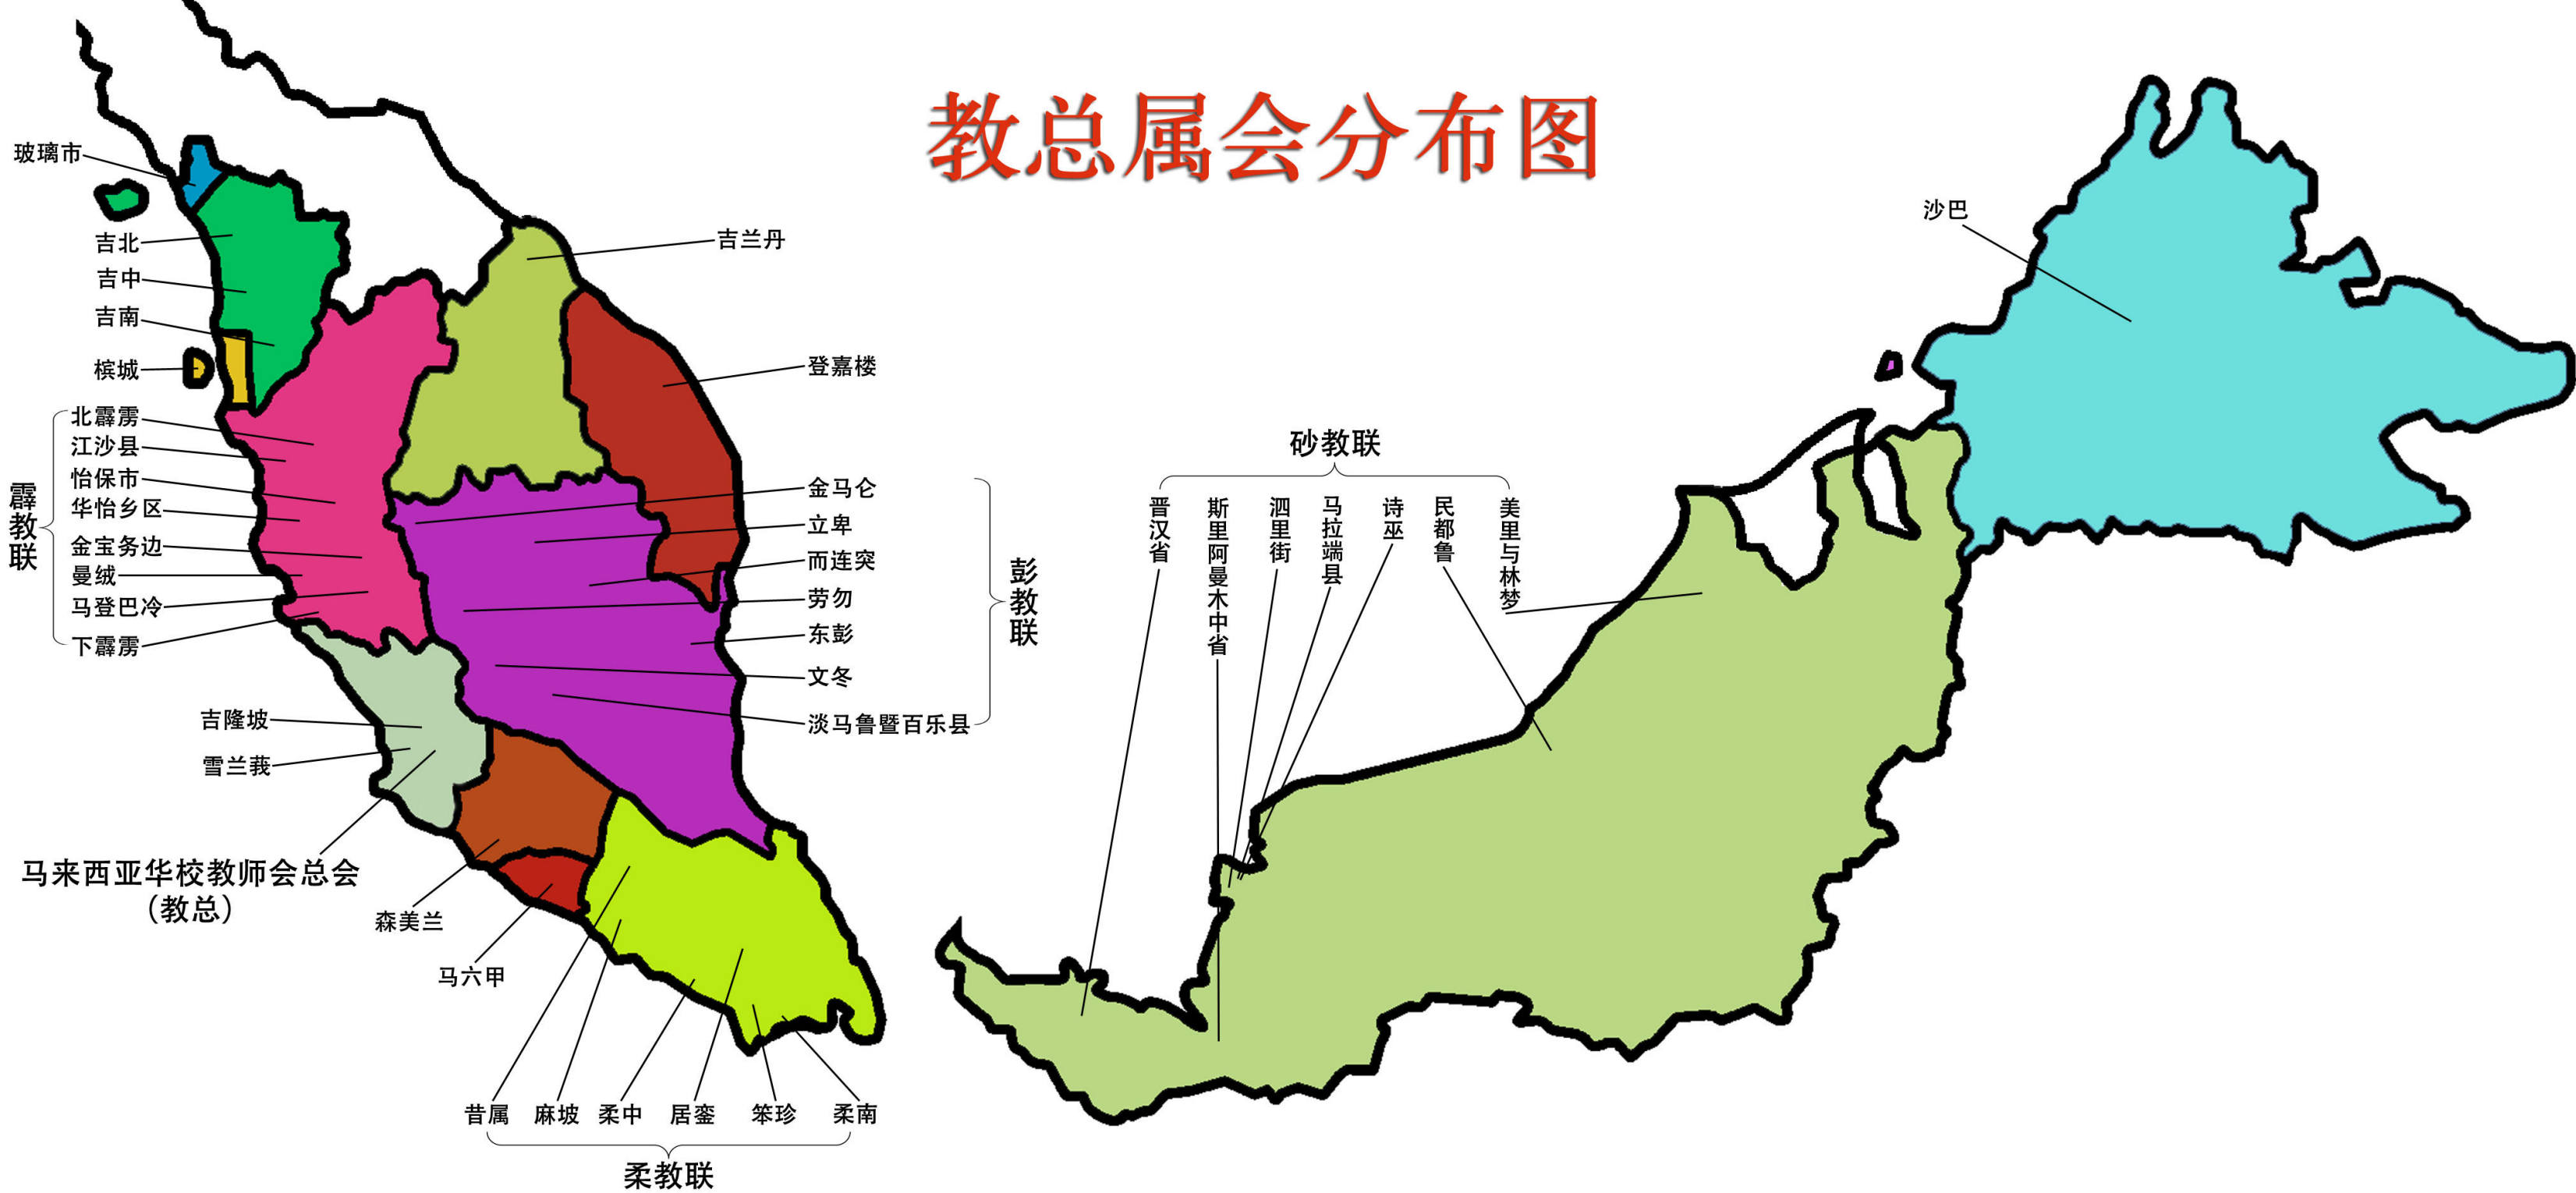 教总属会分布图
玻璃市
吉北
吉中
吉南
槟城
霹教联
北霹雳
江沙县
怡保市
华怡乡区
金宝务边
曼绒
马登巴冷
下霹雳
吉隆坡
雪兰莪
马来西亚华校教师会总会
（教总）
森美兰
马六甲
吉兰丹
登嘉楼
金马仑
立卑
而连突
劳勿
东彭
文冬
淡马鲁暨百乐县
彭教联
昔属
麻坡
柔中
居銮
笨珍
柔南
柔教联
砂教联
晋汉省
斯里阿曼木中省
泗里街
马拉端县
诗巫
民都鲁
美里与林梦
沙巴